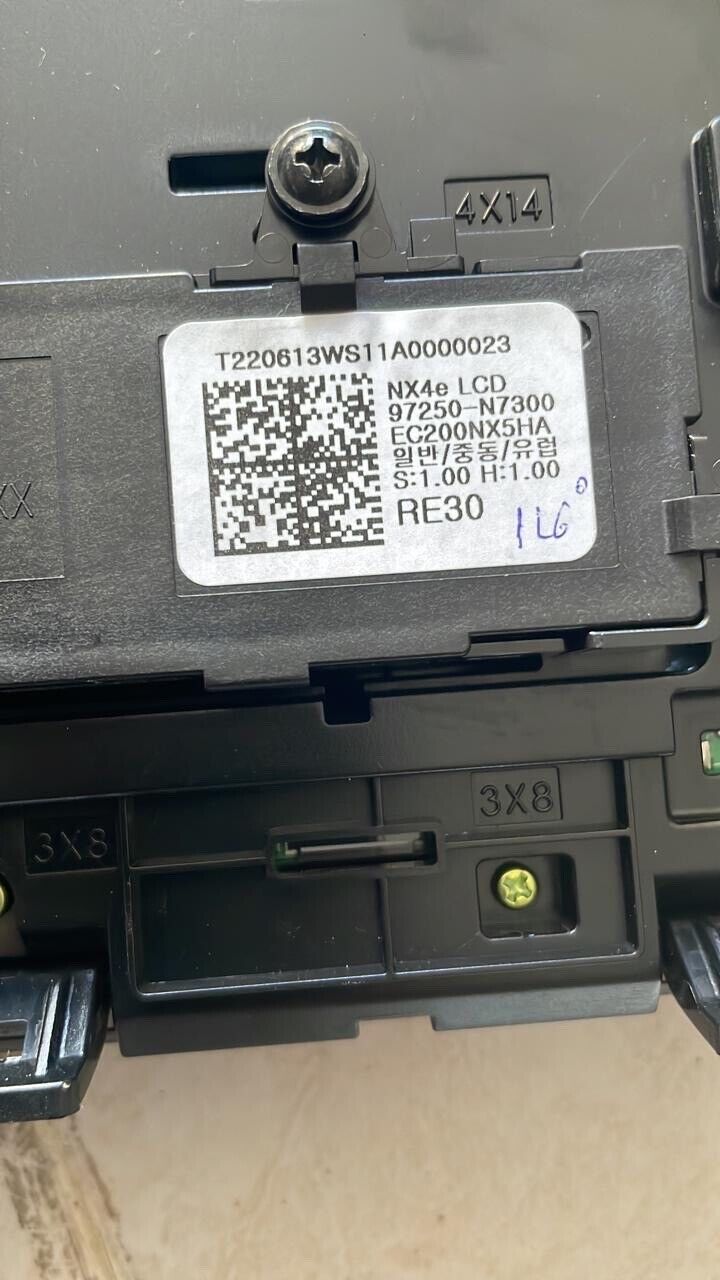 4X14
T220613WS11A0000023
NX4e LCD
97250-N7300
EC200NX5HA
일반/중동/유럽
S:1.00 H:1.00
RE30
XX
3X8
3X8